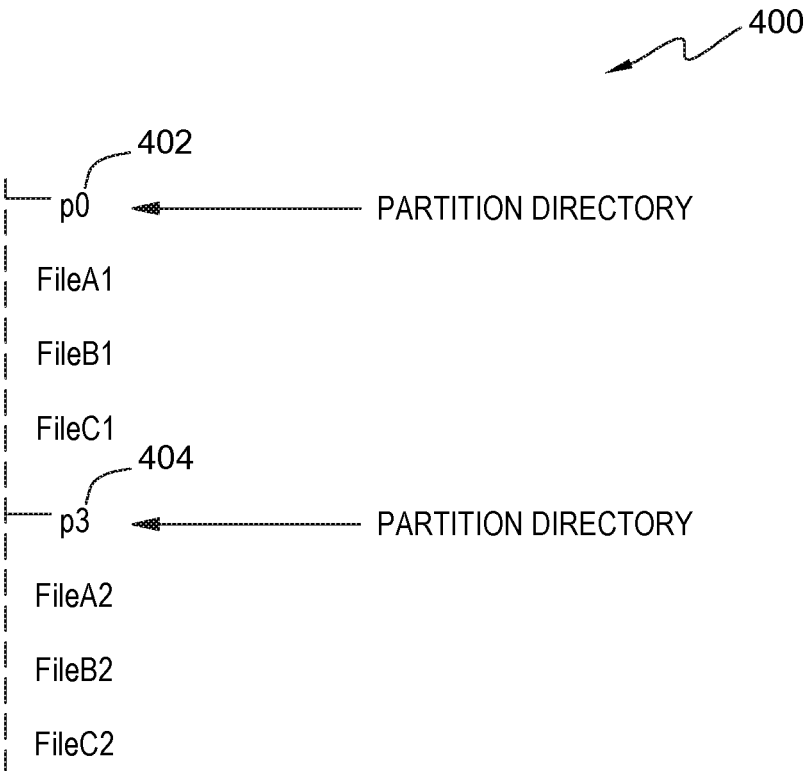 400
402
p0 PARTITION DIRECTORY
FileA1
FileB1
FileC1
404
p3 PARTITION DIRECTORY
FileA2
FileB2
FileC2